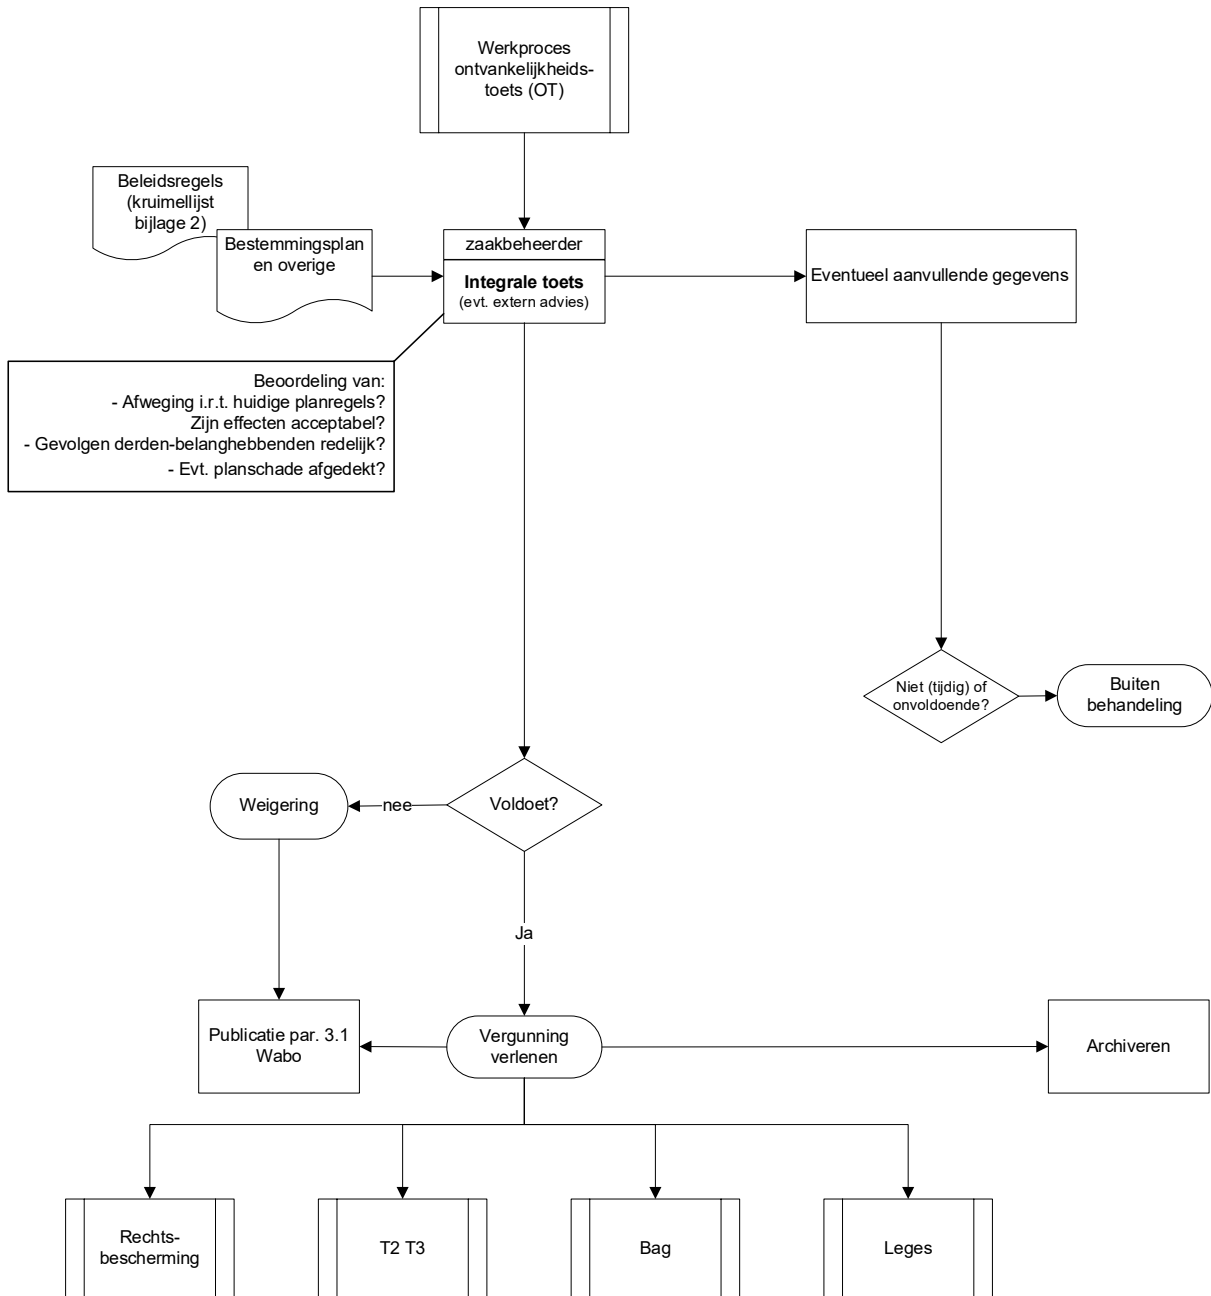 Werkproces
ontvankelijkheids-
toets (OT)
Beleidsregels
(kruimellijst
bijlage 2)
Bestemmingsplan
en overige
zaakbeheerder
Integrale toets
(evt. extern advies)
Eventueel aanvullende gegevens
Beoordeling van:
- Afweging i.r.t. huidige planregels?
Zijn effecten acceptabel?
- Gevolgen derden-belanghebbenden redelijk?
- Evt. planschade afgedekt?
Niet (tijdig) of
onvoldoende?
Buiten
behandeling
Weigering
nee
Voldoet?
Ja
Publicatie par. 3.1
Wabo
Vergunning
verlenen
Archiveren
Rechts-
bescherming
T2 T3
Bag
Leges